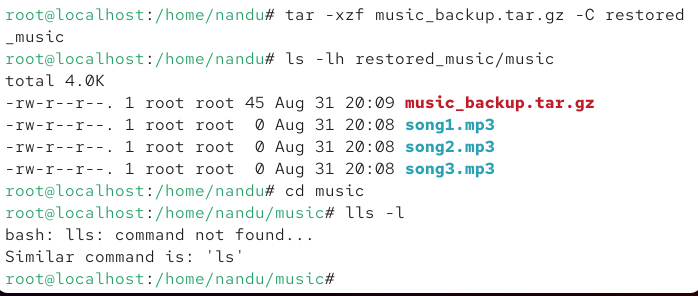 root@localhost:/home/nandu# tar -xzf music_backup.tar.gz -C restored
_music
root@localhost:/home/nandu# ls -lh restored_music/music
total 4.0K
-rw-r--r--. 1 root root 45 Aug 31 20:09 music_backup.tar.gz
-rw-r--r--. 1 root root  0 Aug 31 20:08 song1.mp3
-rw-r--r--. 1 root root  0 Aug 31 20:08 song2.mp3
-rw-r--r--. 1 root root  0 Aug 31 20:08 song3.mp3
root@localhost:/home/nandu# cd music
root@localhost:/home/nandu/music# lls -l
bash: lls: command not found...
Similar command is: 'ls'
root@localhost:/home/nandu/music#